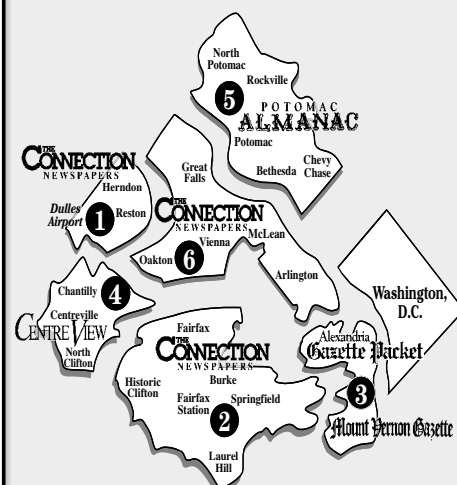 North
Potomac
Rockville
5
POTOMAC
ALMANAC
Potomac
Bethesda
Chevy
Chase
THE
CONNECTION
NEWSPAPERS
Herndon
Dulles
Airport
1
Reston
Great
Falls
THE
CONNECTION
NEWSPAPERS
McLean
Vienna
Oakton
6
Arlington
Chantilly
4
Centreville
CENTRE VIEW
North
Clifton
Washington,
D.C.
Fairfax
THE
CONNECTION
NEWSPAPERS
Burke
Historic
Clifton
Fairfax
Station
2
Springfield
Laurel
Hill
Alexandria
Gazette Packet
3
Mount Vernon Gazette